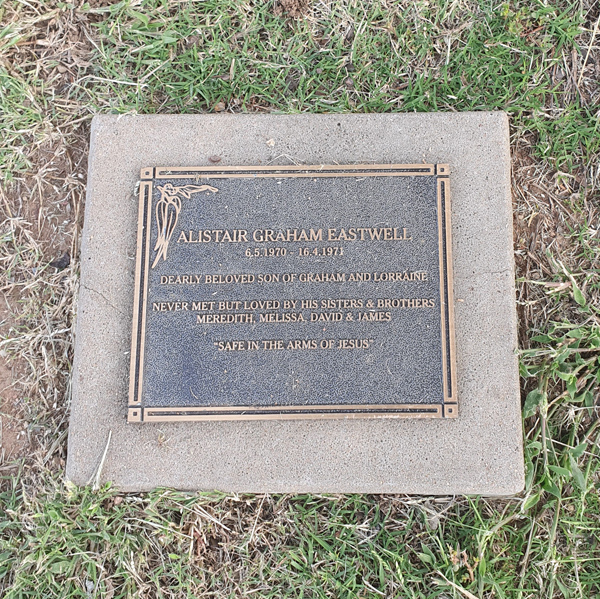 ALISTAIR GRAHAM EASTWELL
6.5.1970 - 16.4.1971
DEARLY BELOVED SON OF GRAHAM AND LORRAINE
NEVER MET BUT LOVED BY HIS SISTERS & BROTHERS
MEREDITH, MELISSA, DAVID & JAMES
"SAFE IN THE ARMS OF JESUS"